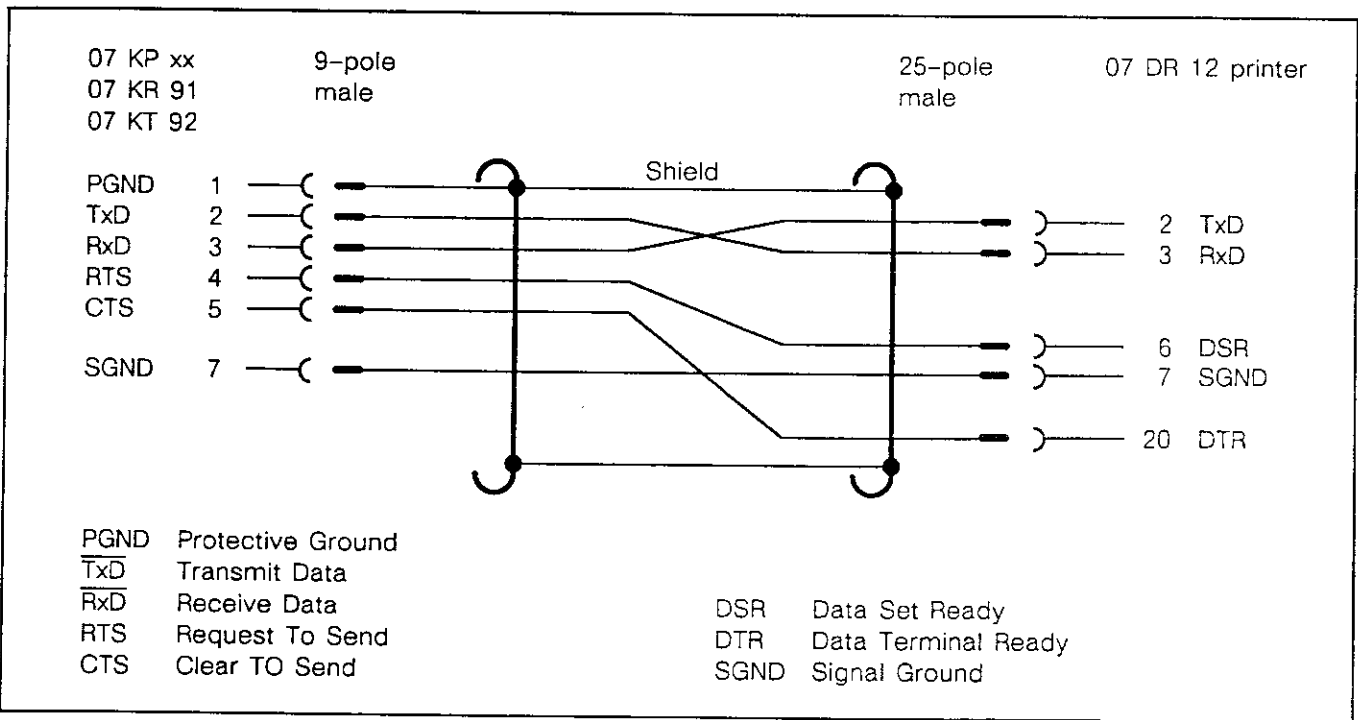 07 KP xx
07 KR 91
07 KT 92
9-pole
male
25-pole
male
07 DR 12 printer
Shield
PGND 1
TxD 2
RxD 3
RTS 4
CTS 5
SGND 7
2 TxD
3 RxD
6 DSR
7 SGND
20 DTR
PGND Protective Ground
TxD Transmit Data
RxD Receive Data
RTS Request To Send
CTS Clear TO Send
DSR Data Set Ready
DTR Data Terminal Ready
SGND Signal Ground